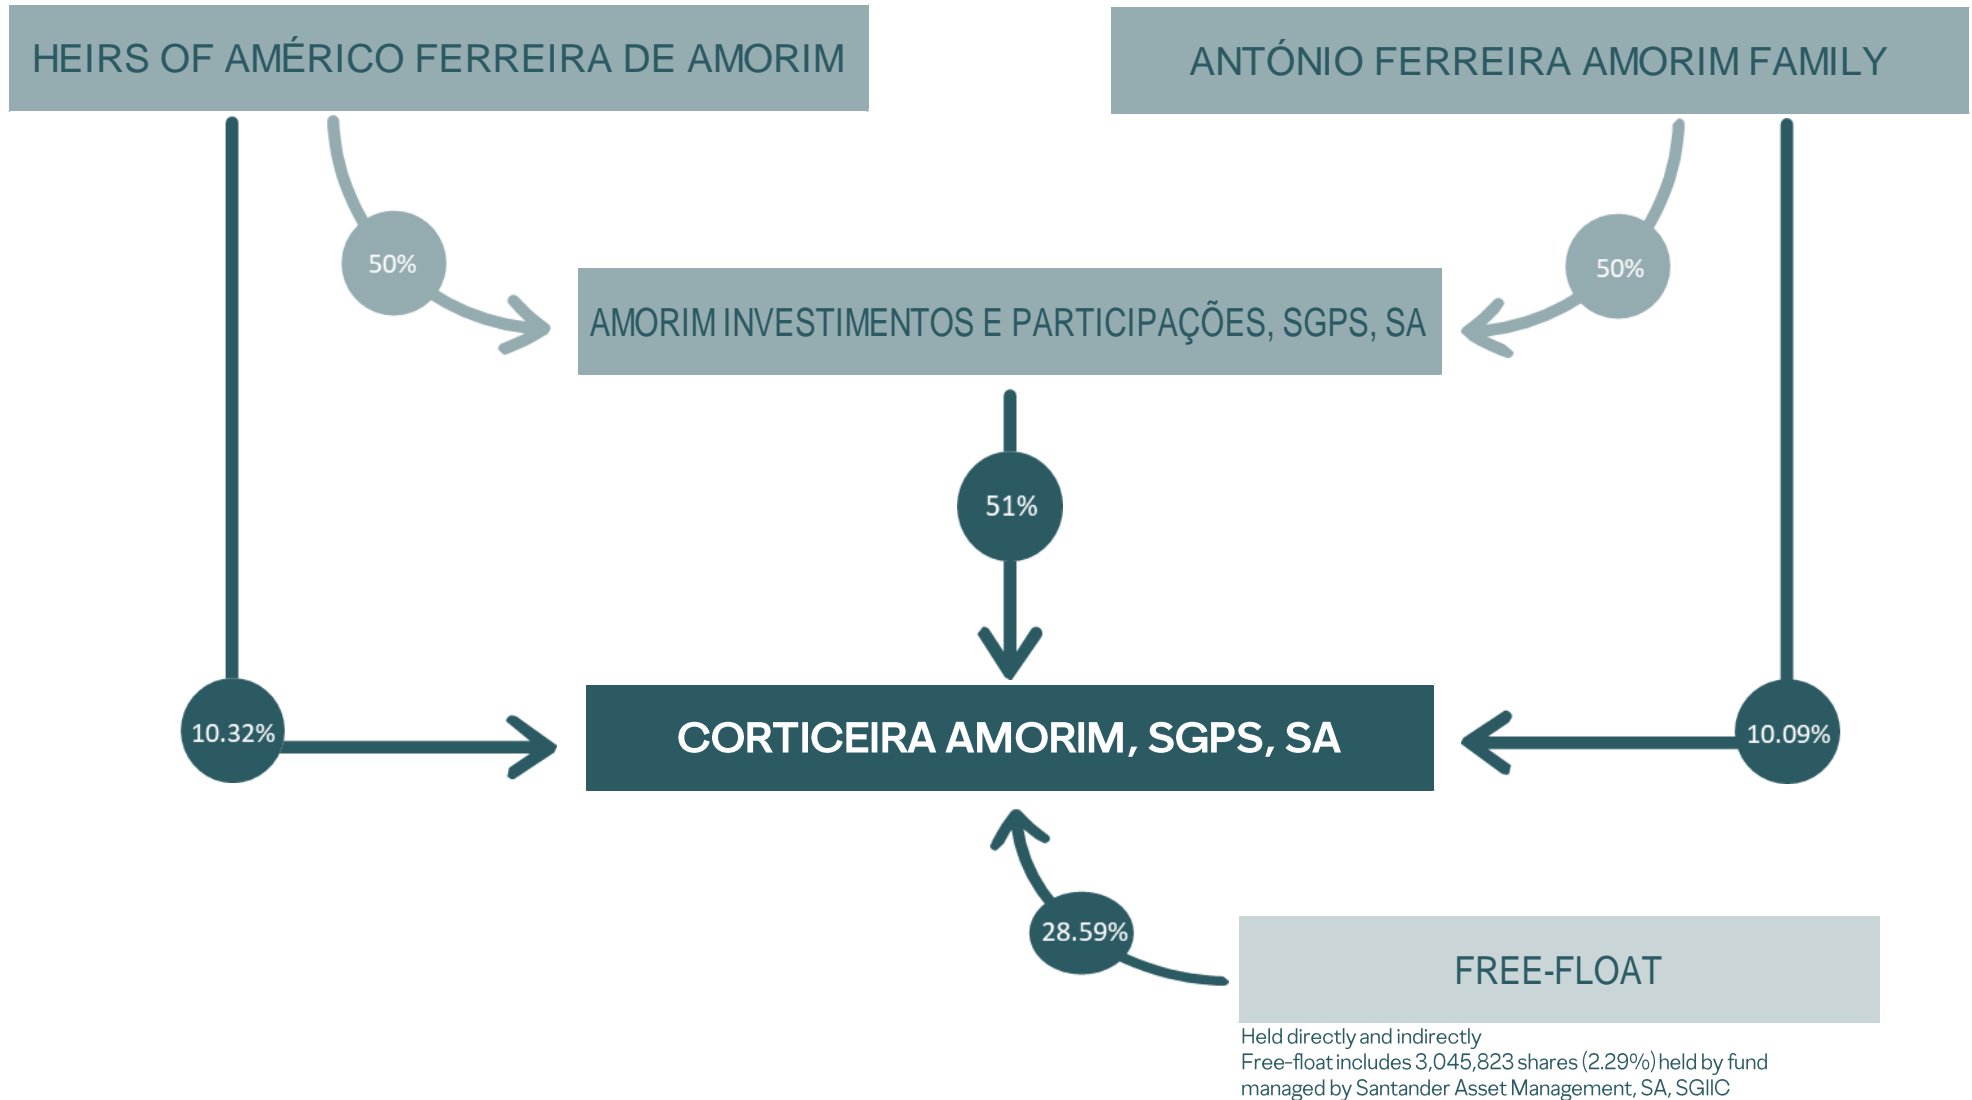 HEIRS OF AMÉRICO FERREIRA DE AMORIM
ANTÓNIO FERREIRA AMORIM FAMILY
50%
50%
AMORIM INVESTIMENTOS E PARTICIPAÇÕES, SGPS, SA
51%
10.32%
CORTICEIRA AMORIM, SGPS, SA
10.09%
28.59%
FREE-FLOAT
Held directly and indirectly
Free-float includes 3,045,823 shares (2.29%) held by fund
managed by Santander Asset Management, SA, SGIIC